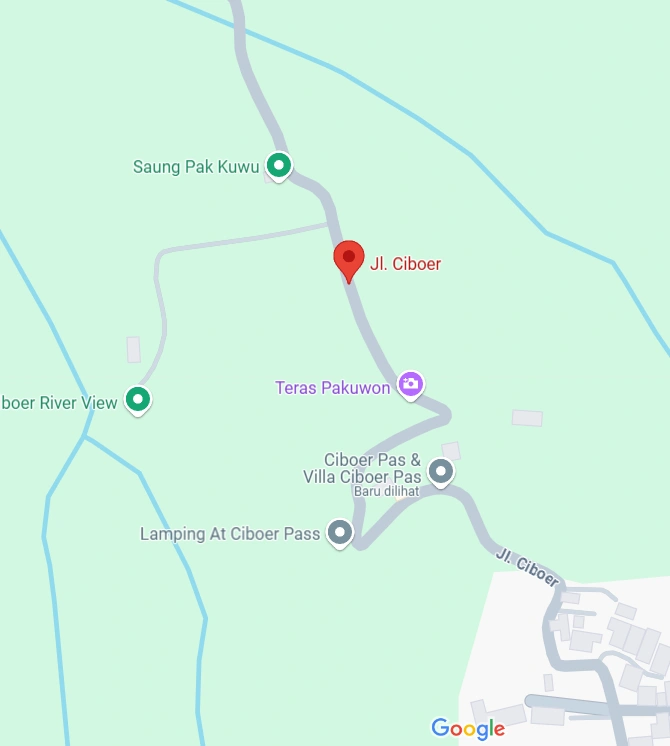 Saung Pak Kuwu
Jl. Ciboer
Teras Pakuwon
boer River View
Ciboer Pas &
Villa Ciboer Pas
Baru dilihat
Lamping At Ciboer Pass
Jl. Ciboer
Google